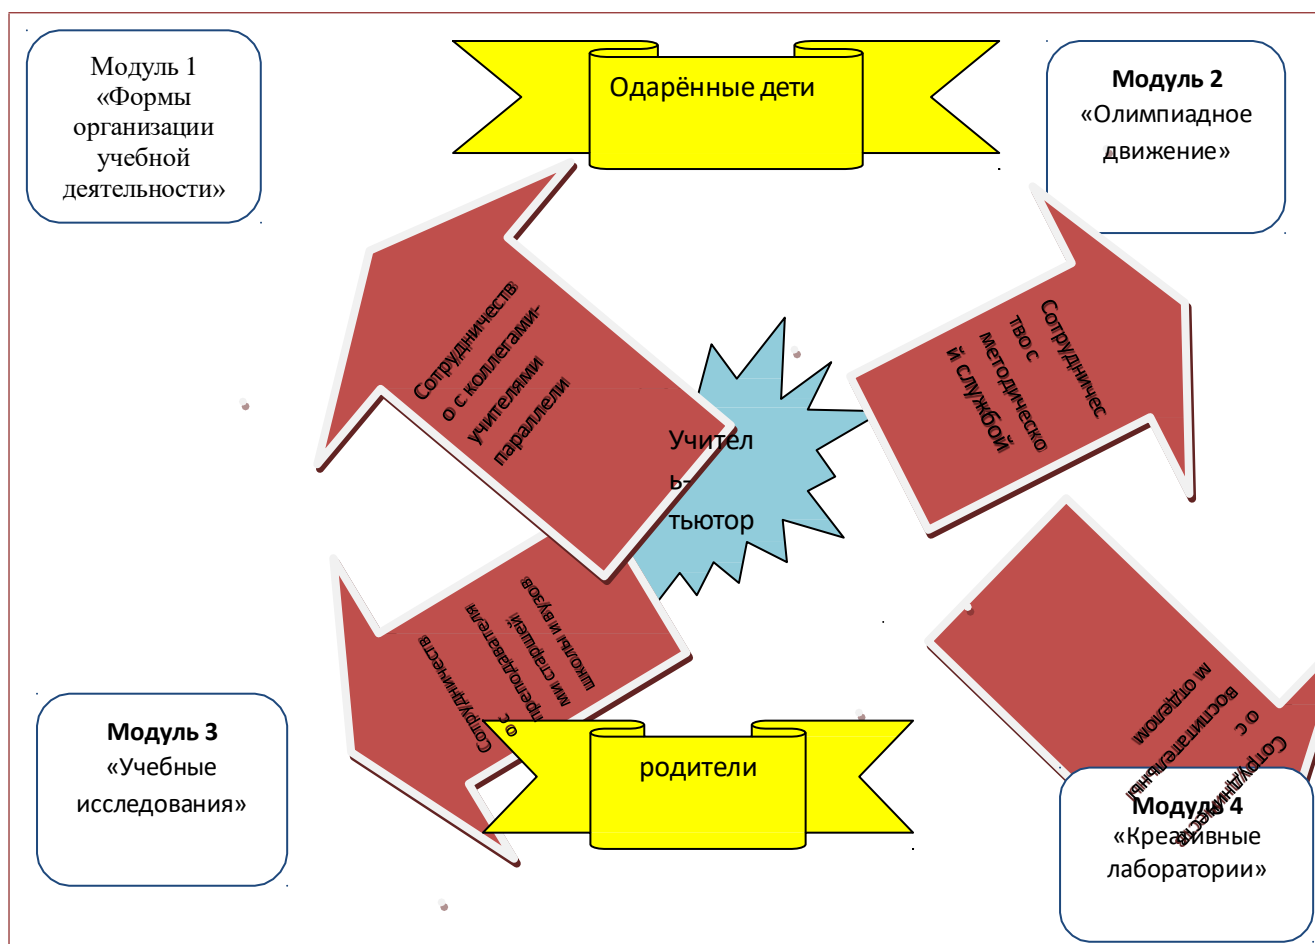 Модуль 1
«Формы
организации
учебной
деятельности»
Одарённые дети
Модуль 2
«Олимпиадное
движение»
Сотрудничеств
о с коллегами-
учителями
параллели
Сотрудничес
тво с
методическо
й службой
Учител
ь-
тьютор
Сотрудничеств
о с
преподавателя
ми старшей
школы и вузов
Сотрудничеств
о с
воспитательны
м отделом
Модуль 3
«Учебные
исследования»
родители
Модуль 4
«Креативные
лаборатории»